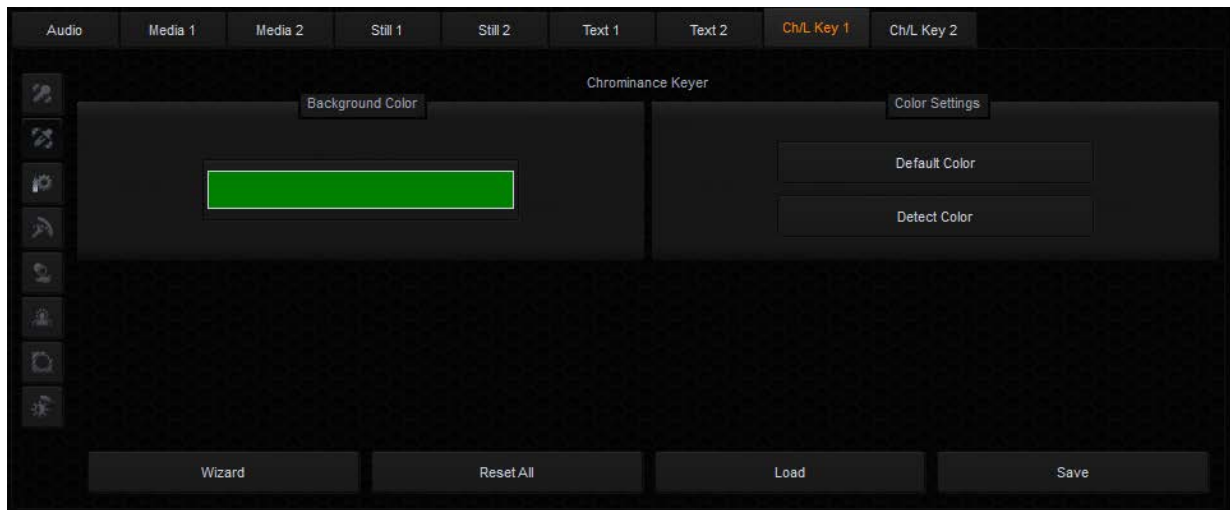 Audio Media 1 Media 2 Still 1 Still 2 Text 1 Text 2 Ch/L Key 1 Ch/L Key 2
Chrominance Keyer
Background Color Color Settings
Default Color
Detect Color
Wizard Reset All Load Save